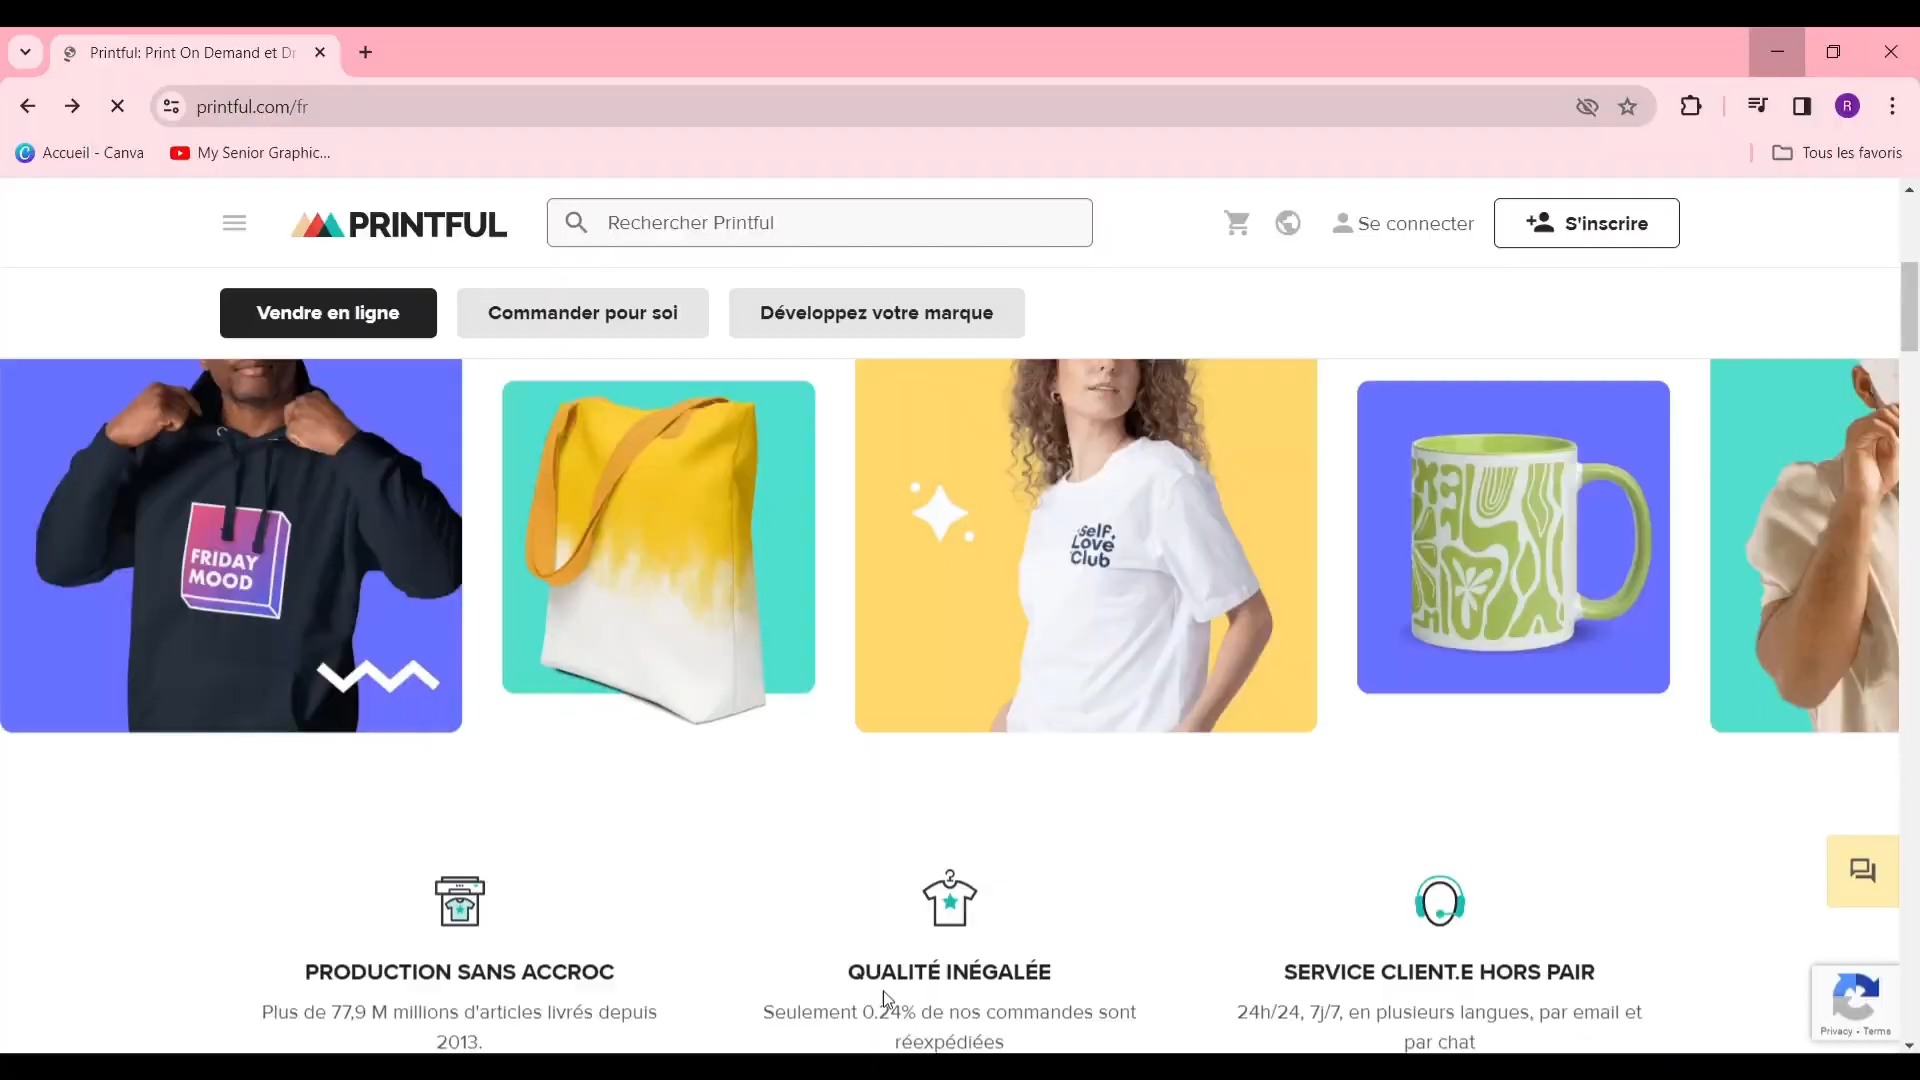 Printful: Print On Demand et Dr
printful.com/fr
R
Accueil - Canva
My Senior Graphic...
Tous les favoris
PRINTFUL
Rechercher Printful
Se connecter
S'inscrire
Vendre en ligne
Commander pour soi
Développez votre marque
FRIDAY
MOOD
Self
Love
Club
PRODUCTION SANS ACCROC
QUALITÉ INÉGALÉE
SERVICE CLIENT.E HORS PAIR
Plus de 77,9 M millions d'articles livrés depuis
2013.
Seulement 0.24% de nos commandes sont
réexpédiées
24h/24, 7j/7, en plusieurs langues, par email et
par chat
Privacy - Terms